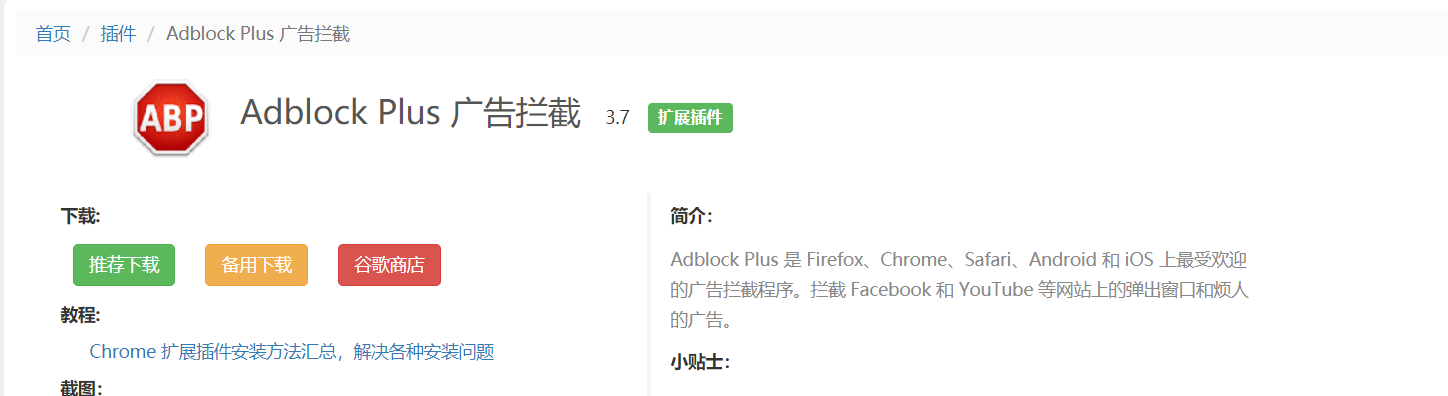 首页 / 插件 / Adblock Plus 广告拦截
ABP
Adblock Plus 广告拦截 3.7 扩展插件
下载:
推荐下载 备用下载 谷歌商店
教程:
Chrome 扩展插件安装方法汇总，解决各种安装问题
截图:
简介:
Adblock Plus 是 Firefox、Chrome、Safari、Android 和 iOS 上最受欢迎
的广告拦截程序。拦截 Facebook 和 YouTube 等网站上的弹出窗口和烦人
的广告。
小贴士: